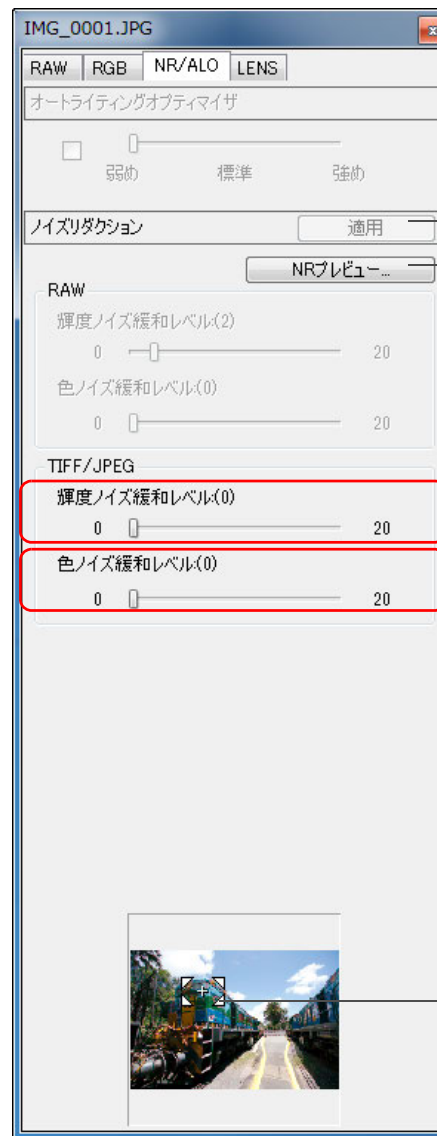 IMG_0001.JPG
RAW RGB NR/ALO LENS
オートライティングオプティマイザ
弱め 標準 強め
ノイズリダクション 適用
NRプレビュー...
RAW
輝度ノイズ緩和レベル:(2)
0 20
色ノイズ緩和レベル:(0)
0 20
TIFF/JPEG
輝度ノイズ緩和レベル:(0)
0 20
色ノイズ緩和レベル:(0)
0 20